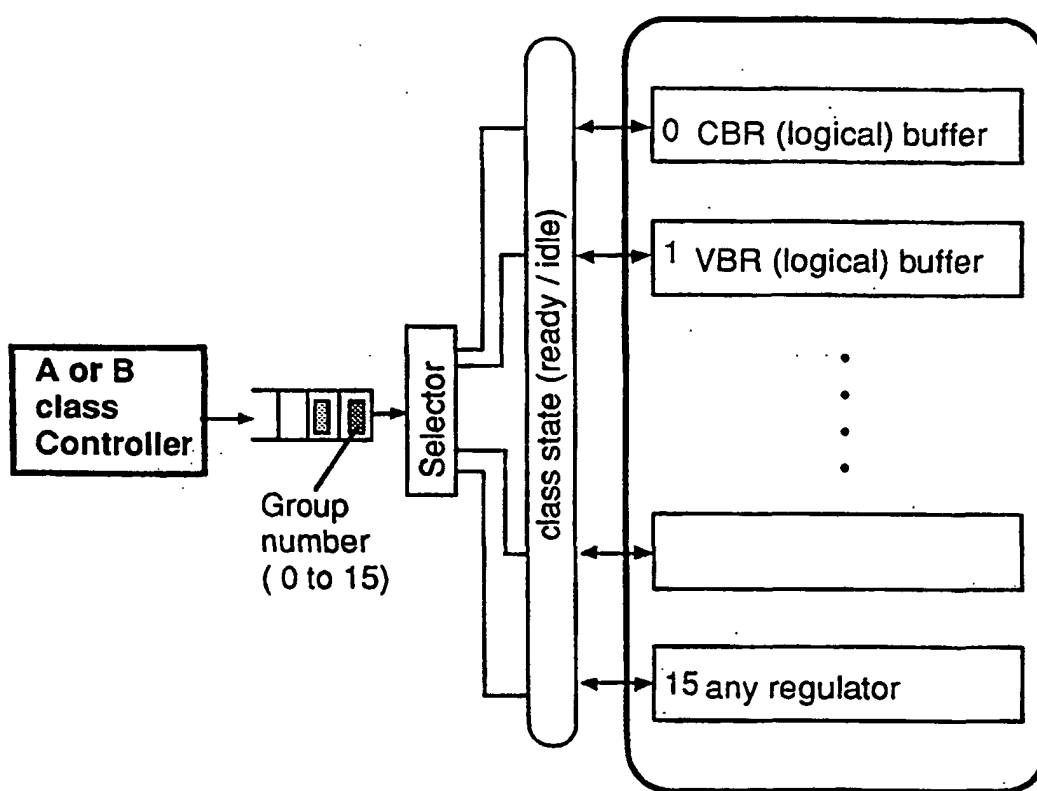 A or B
class
Controller
Group
number
( 0 to 15)
Selector
class state (ready / idle)
0 CBR (logical) buffer
1 VBR (logical) buffer
15 any regulator